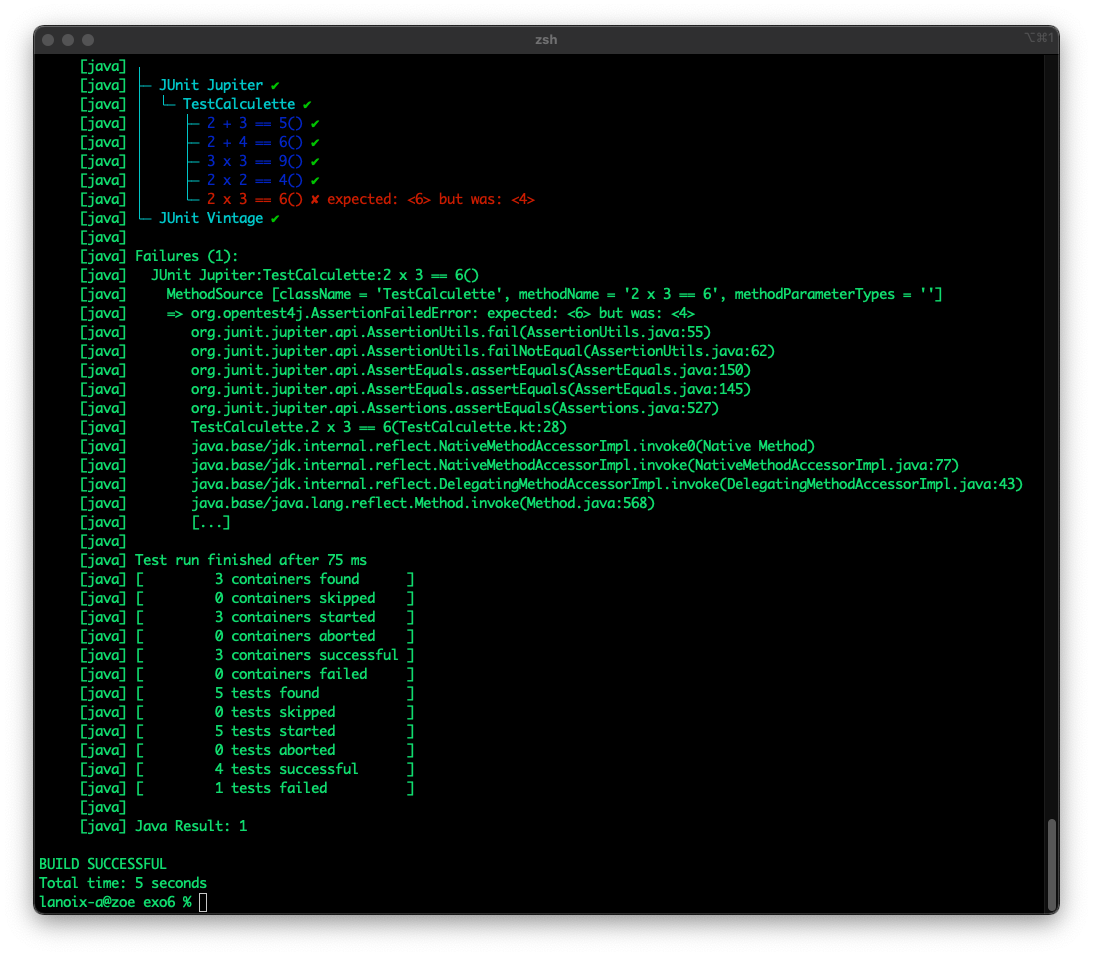 zsh
⌥⌘1
[java]
[java] ├─ JUnit Jupiter ✔
[java] │  └─ TestCalculette ✔
[java] │     ├─ 2 + 3 == 5() ✔
[java] │     ├─ 2 + 4 == 6() ✔
[java] │     ├─ 3 x 3 == 9() ✔
[java] │     ├─ 2 x 2 == 4() ✔
[java] │     └─ 2 x 3 == 6() ✘ expected: <6> but was: <4>
[java] └─ JUnit Vintage ✔
[java]
[java] Failures (1):
[java]   JUnit Jupiter:TestCalculette:2 x 3 == 6()
[java]     MethodSource [className = 'TestCalculette', methodName = '2 x 3 == 6', methodParameterTypes = '']
[java]     => org.opentest4j.AssertionFailedError: expected: <6> but was: <4>
[java]        org.junit.jupiter.api.AssertionUtils.fail(AssertionUtils.java:55)
[java]        org.junit.jupiter.api.AssertionUtils.failNotEqual(AssertionUtils.java:62)
[java]        org.junit.jupiter.api.AssertEquals.assertEquals(AssertEquals.java:150)
[java]        org.junit.jupiter.api.AssertEquals.assertEquals(AssertEquals.java:145)
[java]        org.junit.jupiter.api.Assertions.assertEquals(Assertions.java:527)
[java]        TestCalculette.2 x 3 == 6(TestCalculette.kt:28)
[java]        java.base/jdk.internal.reflect.NativeMethodAccessorImpl.invoke0(Native Method)
[java]        java.base/jdk.internal.reflect.NativeMethodAccessorImpl.invoke(NativeMethodAccessorImpl.java:77)
[java]        java.base/jdk.internal.reflect.DelegatingMethodAccessorImpl.invoke(DelegatingMethodAccessorImpl.java:43)
[java]        java.base/java.lang.reflect.Method.invoke(Method.java:568)
[java]        [...]
[java]
[java] Test run finished after 75 ms
[java] [         3 containers found      ]
[java] [         0 containers skipped    ]
[java] [         3 containers started    ]
[java] [         0 containers aborted    ]
[java] [         3 containers successful ]
[java] [         0 containers failed     ]
[java] [         5 tests found           ]
[java] [         0 tests skipped         ]
[java] [         5 tests started         ]
[java] [         0 tests aborted         ]
[java] [         4 tests successful      ]
[java] [         1 tests failed          ]
[java]
[java] Java Result: 1
BUILD SUCCESSFUL
Total time: 5 seconds
lanoix-a@zoe exo6 %